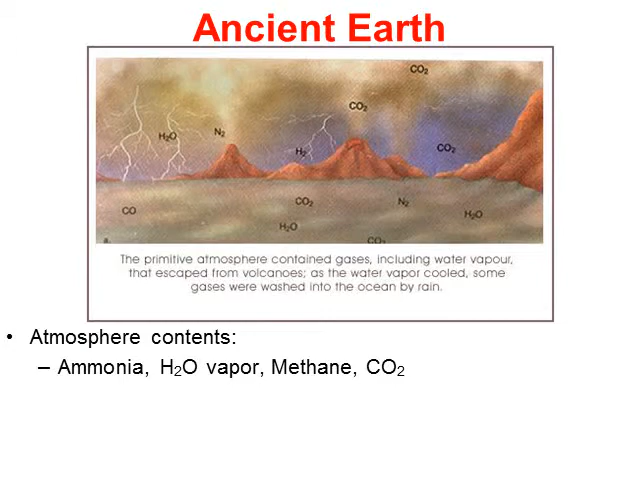 Ancient Earth
CO₂
CO₂
H₂O
N₂
H₂
CO₂
CO
CO₂
N₂
H₂O
H₂O
a.
The primitive atmosphere contained gases, including water vapour,
that escaped from volcanoes; as the water vapor cooled, some
gases were washed into the ocean by rain.
• Atmosphere contents:
– Ammonia, H₂O vapor, Methane, CO₂